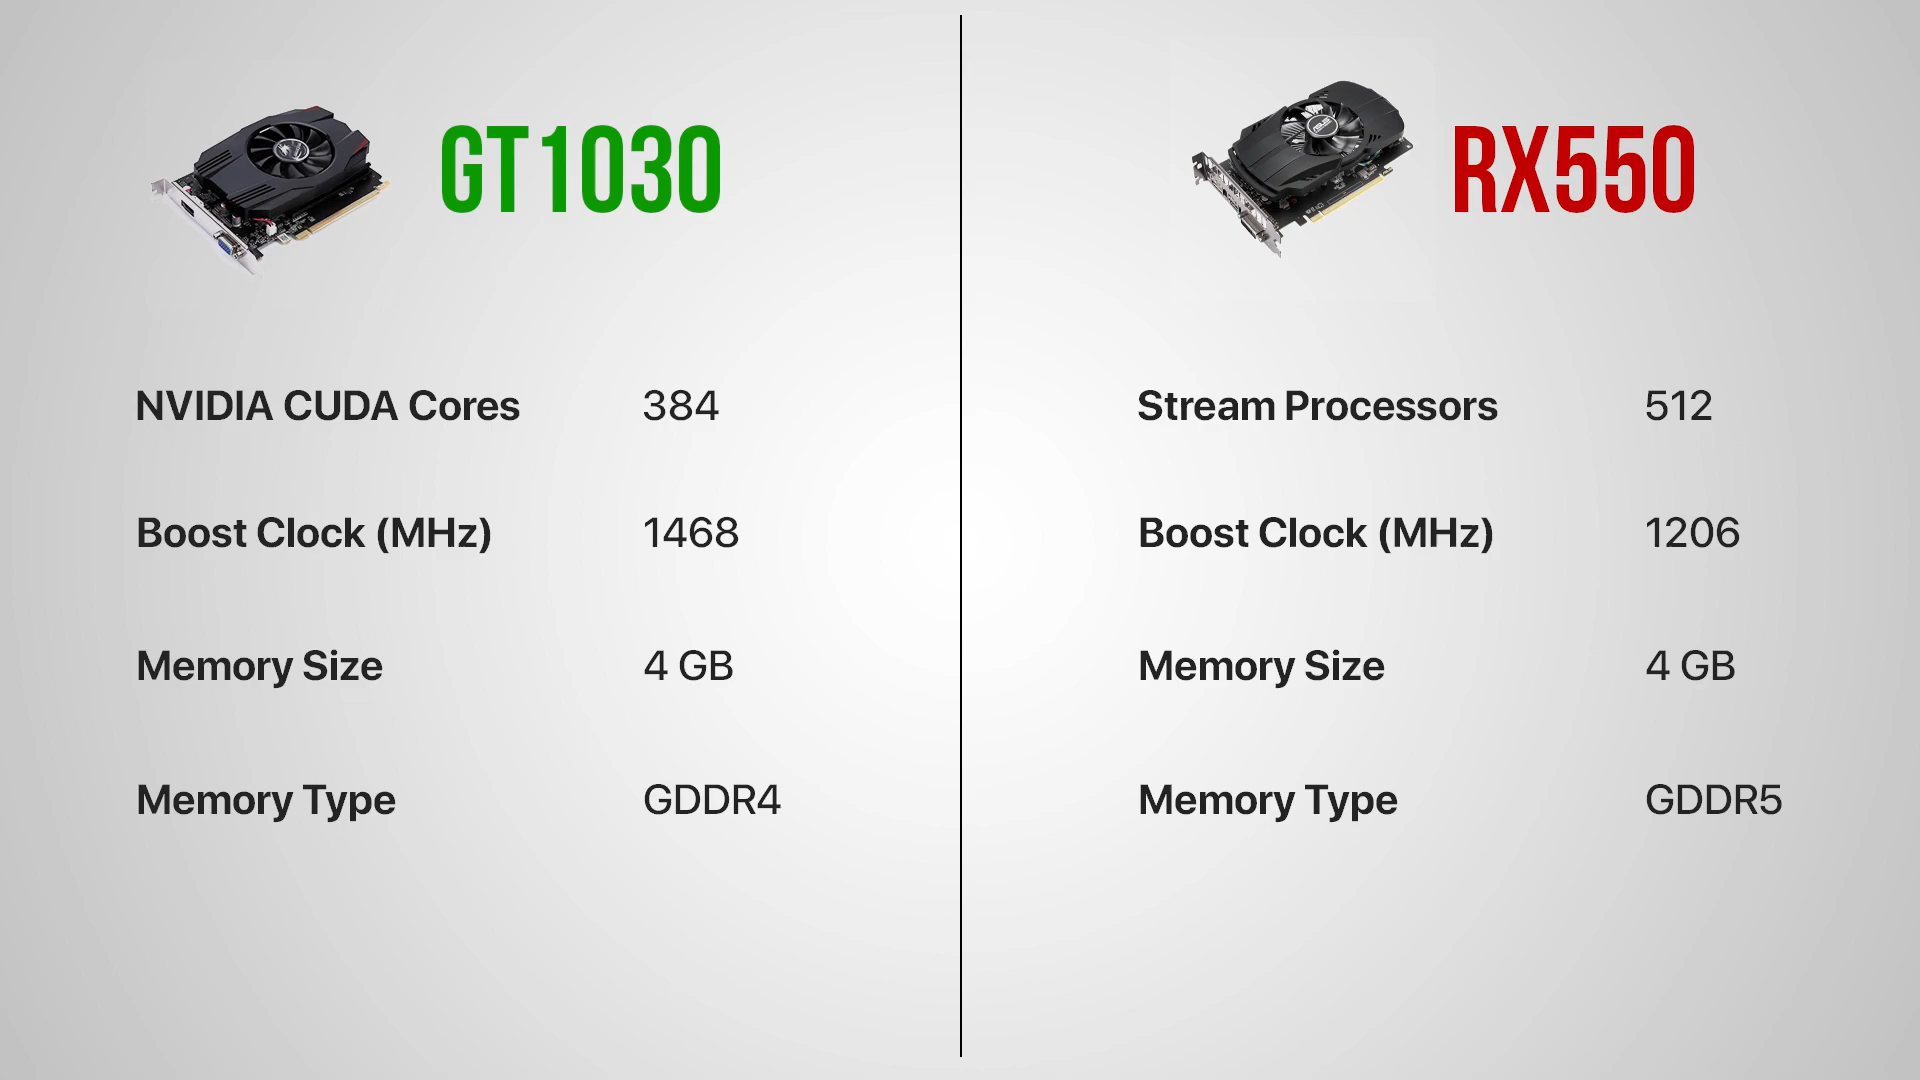 GT1030
NVIDIA CUDA Cores 384
Boost Clock (MHz) 1468
Memory Size 4 GB
Memory Type GDDR4
RX550
Stream Processors 512
Boost Clock (MHz) 1206
Memory Size 4 GB
Memory Type GDDR5